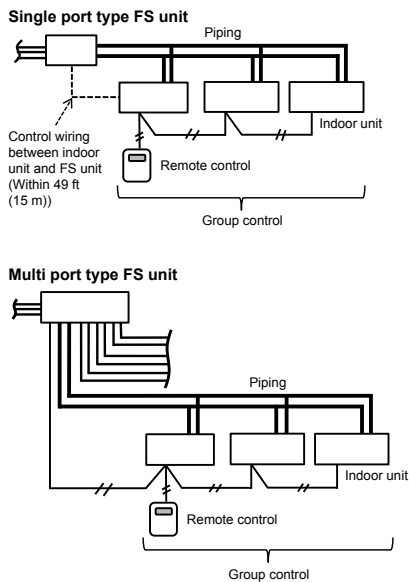 Single port type FS unit
Piping
Indoor unit
Control wiring
between indoor
unit and FS unit
(Within 49 ft
(15 m))
Remote control
Group control
Multi port type FS unit
Piping
Indoor unit
Remote control
Group control